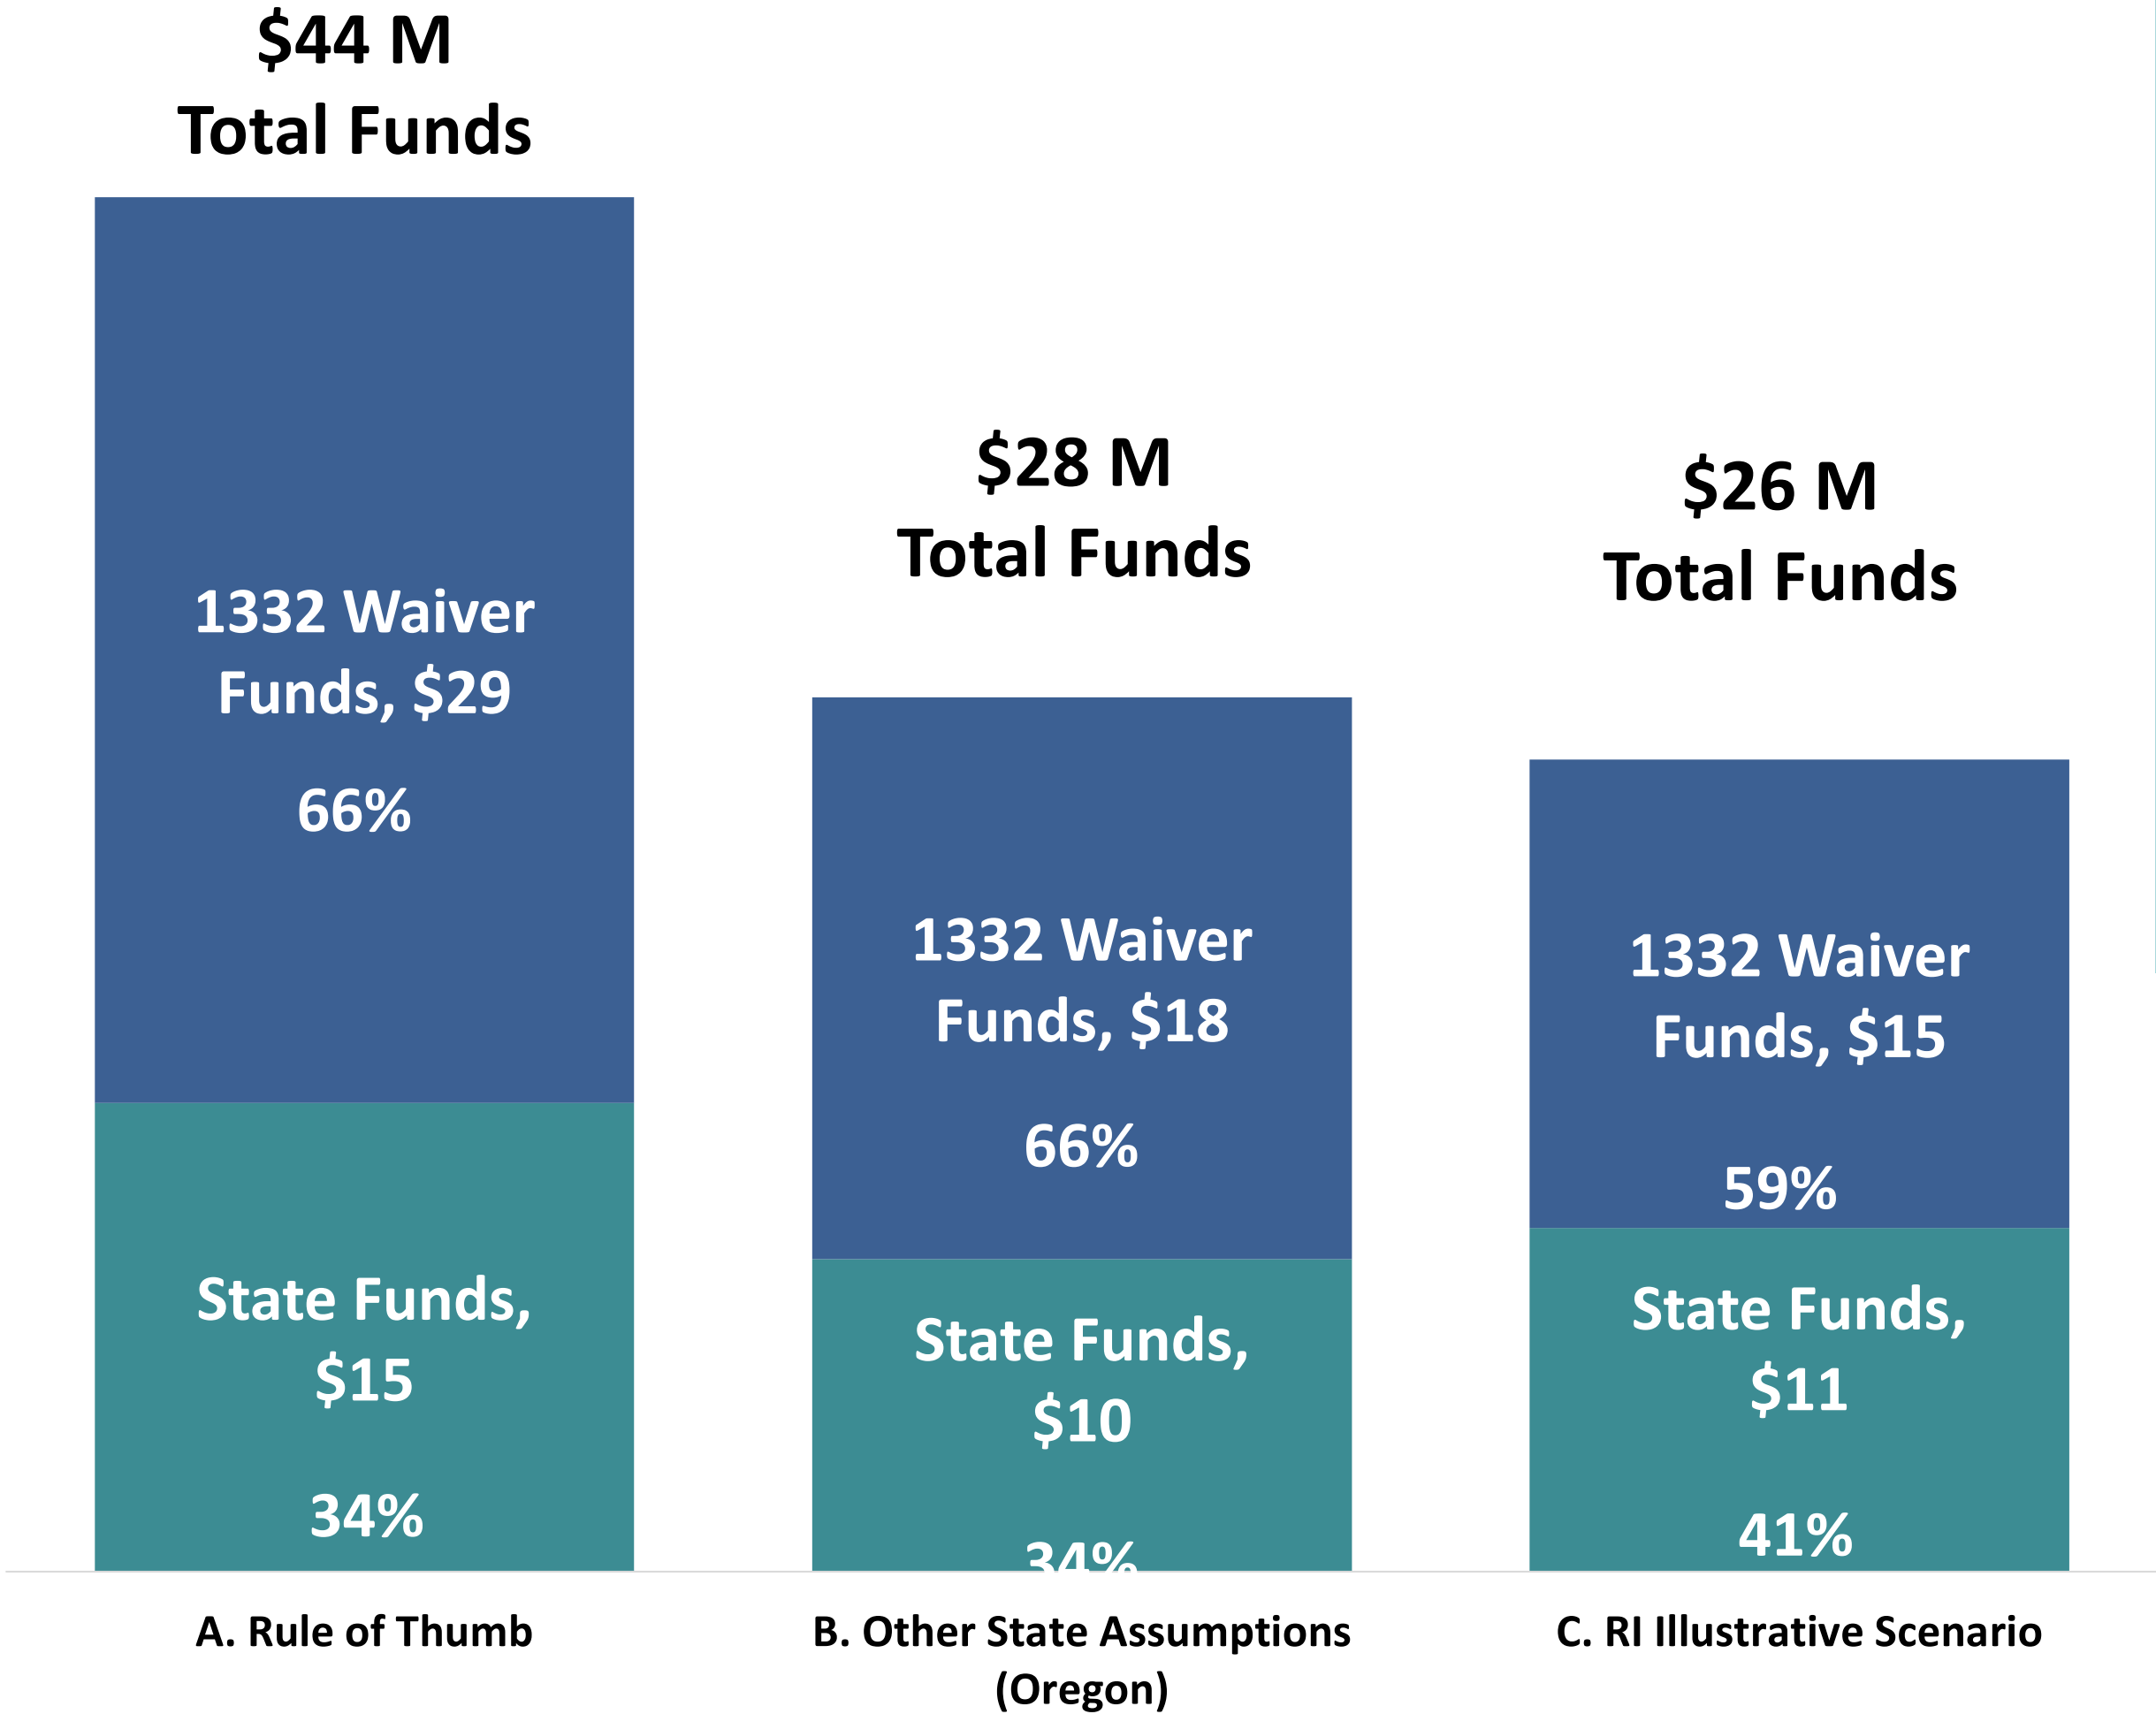 $44 M
Total Funds
1332 Waiver
Funds, $29
66%
State Funds,
$15
34%
A. Rule of Thumb
$28 M
Total Funds
1332 Waiver
Funds, $18
66%
State Funds,
$10
34%
B. Other State Assumptions
(Oregon)
$26 M
Total Funds
1332 Waiver
Funds, $15
59%
State Funds,
$11
41%
C. RI Illustrative Scenario